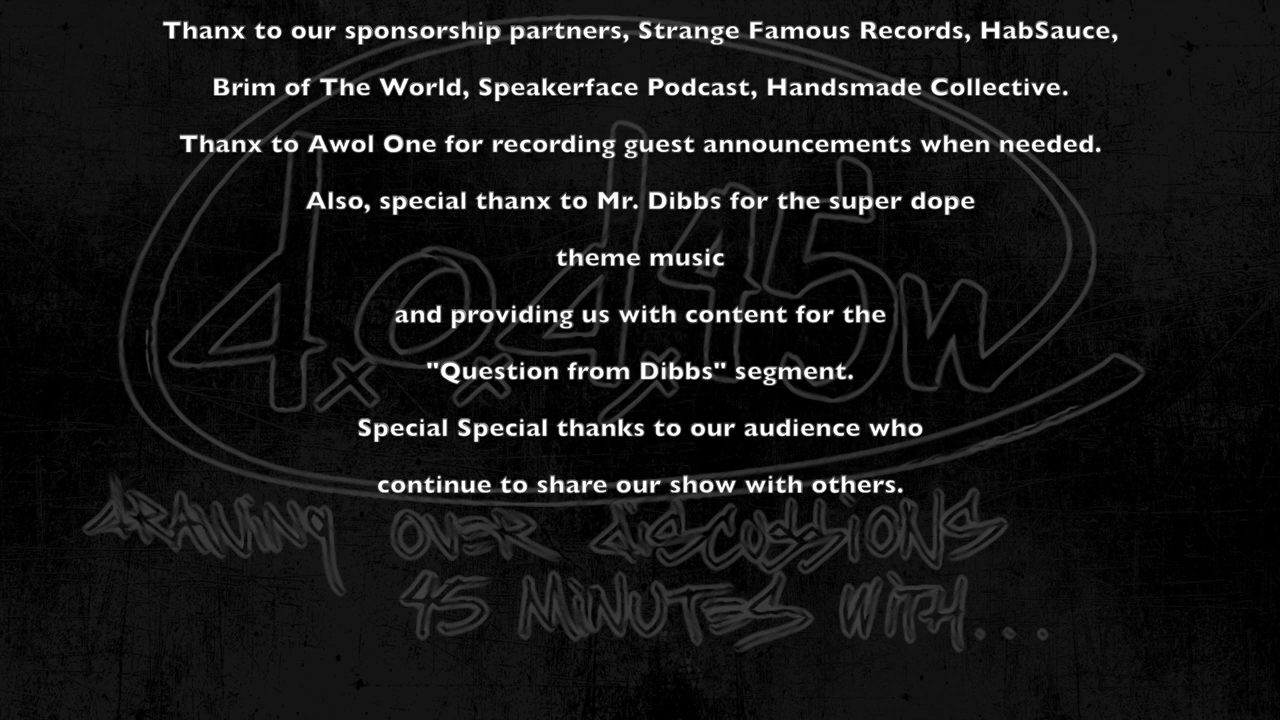 Thanx to our sponsorship partners, Strange Famous Records, HabSauce,
Brim of The World, Speakerface Podcast, Handsmade Collective.
Thanx to Awol One for recording guest announcements when needed.
Also, special thanx to Mr. Dibbs for the super dope
theme music
and providing us with content for the
"Question from Dibbs" segment.
Special Special thanks to our audience who
continue to share our show with others.
d.o.d.45w
DRAWiNg OVER diSCUSSiONS
45 MiNUTES WiTH...